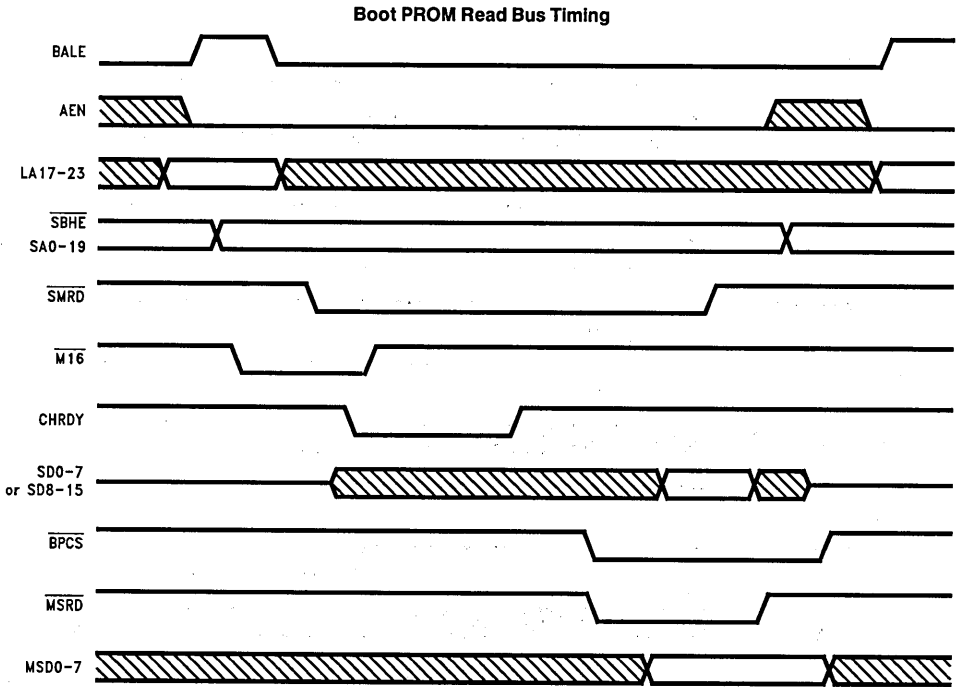 Boot PROM Read Bus Timing
BALE
AEN
LA17-23
SBHE
SA0-19
SMRD
M16
CHRDY
SD0-7
or SD8-15
BPCS
MSRD
MSD0-7